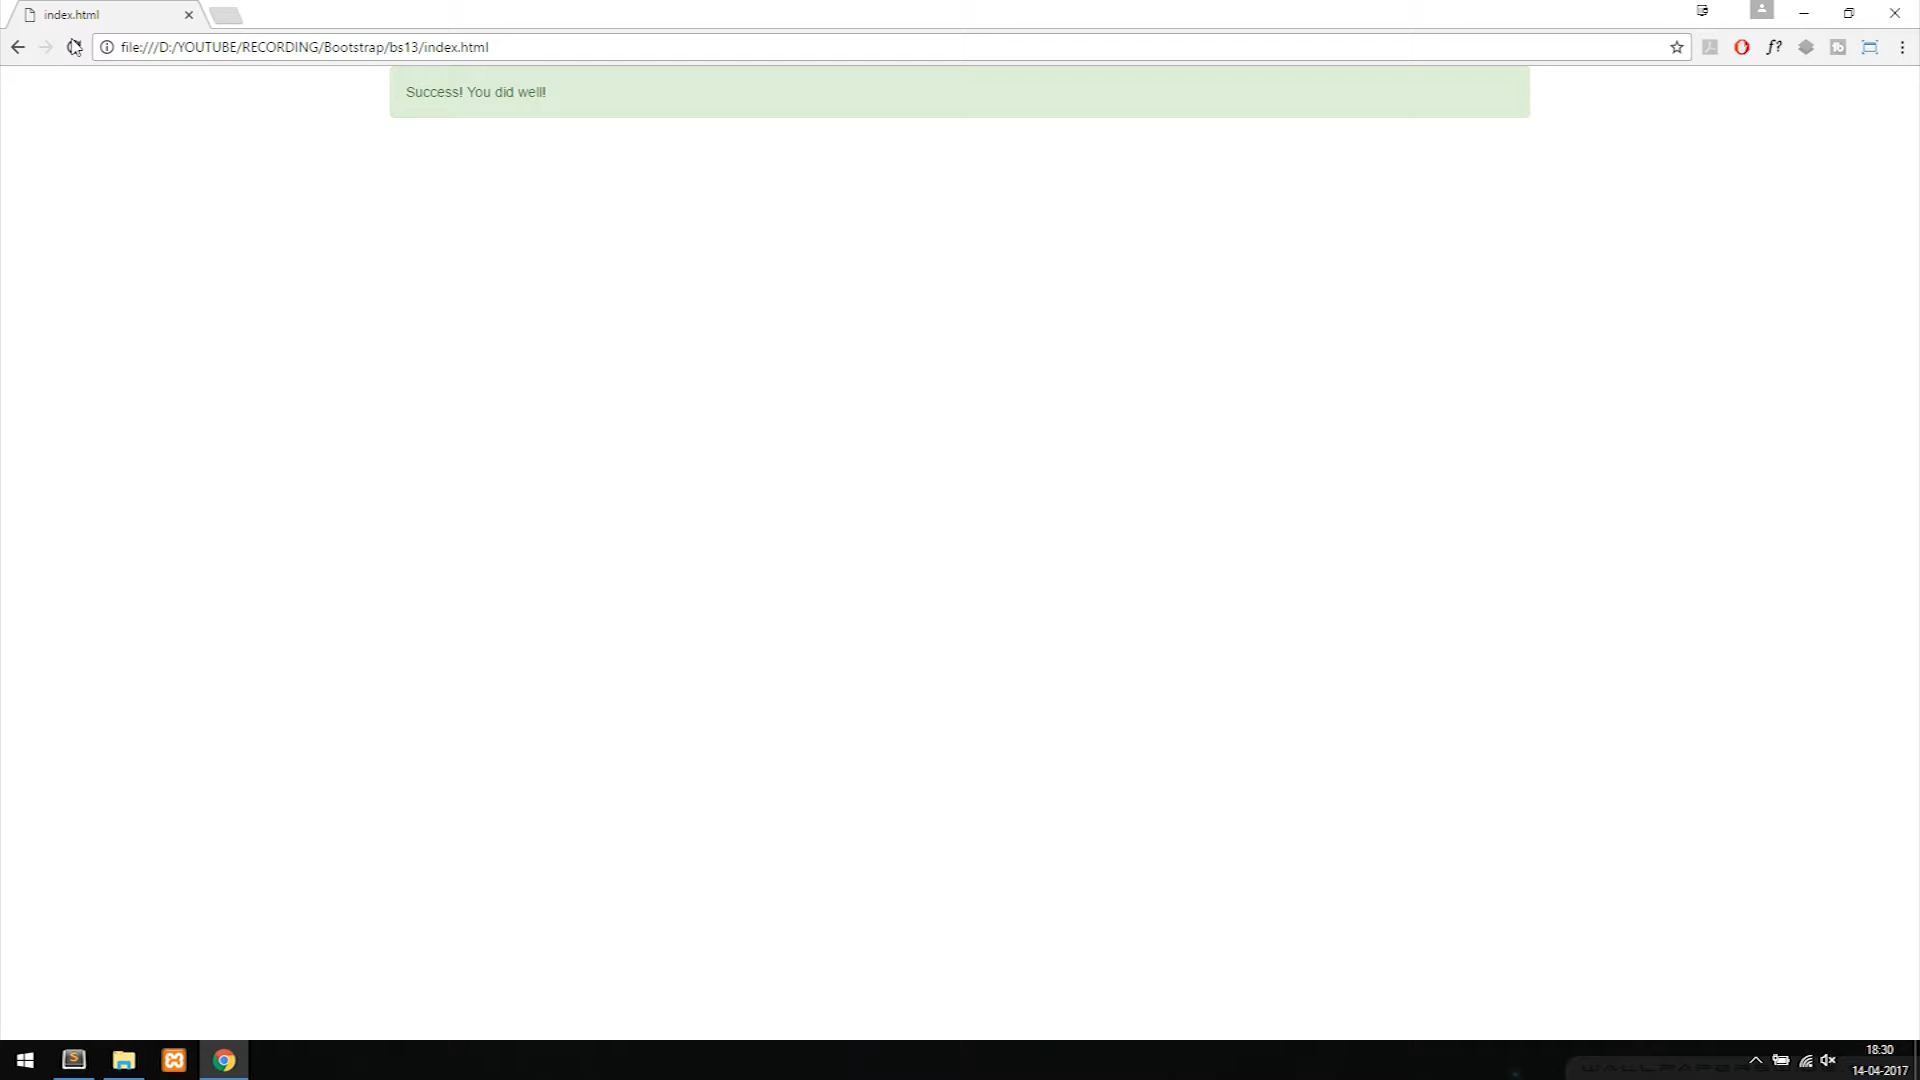 index.html
file:///D:/YOUTUBE/RECORDING/Bootstrap/bs13/index.html
f?
Success! You did well!
18:30
14-04-2017